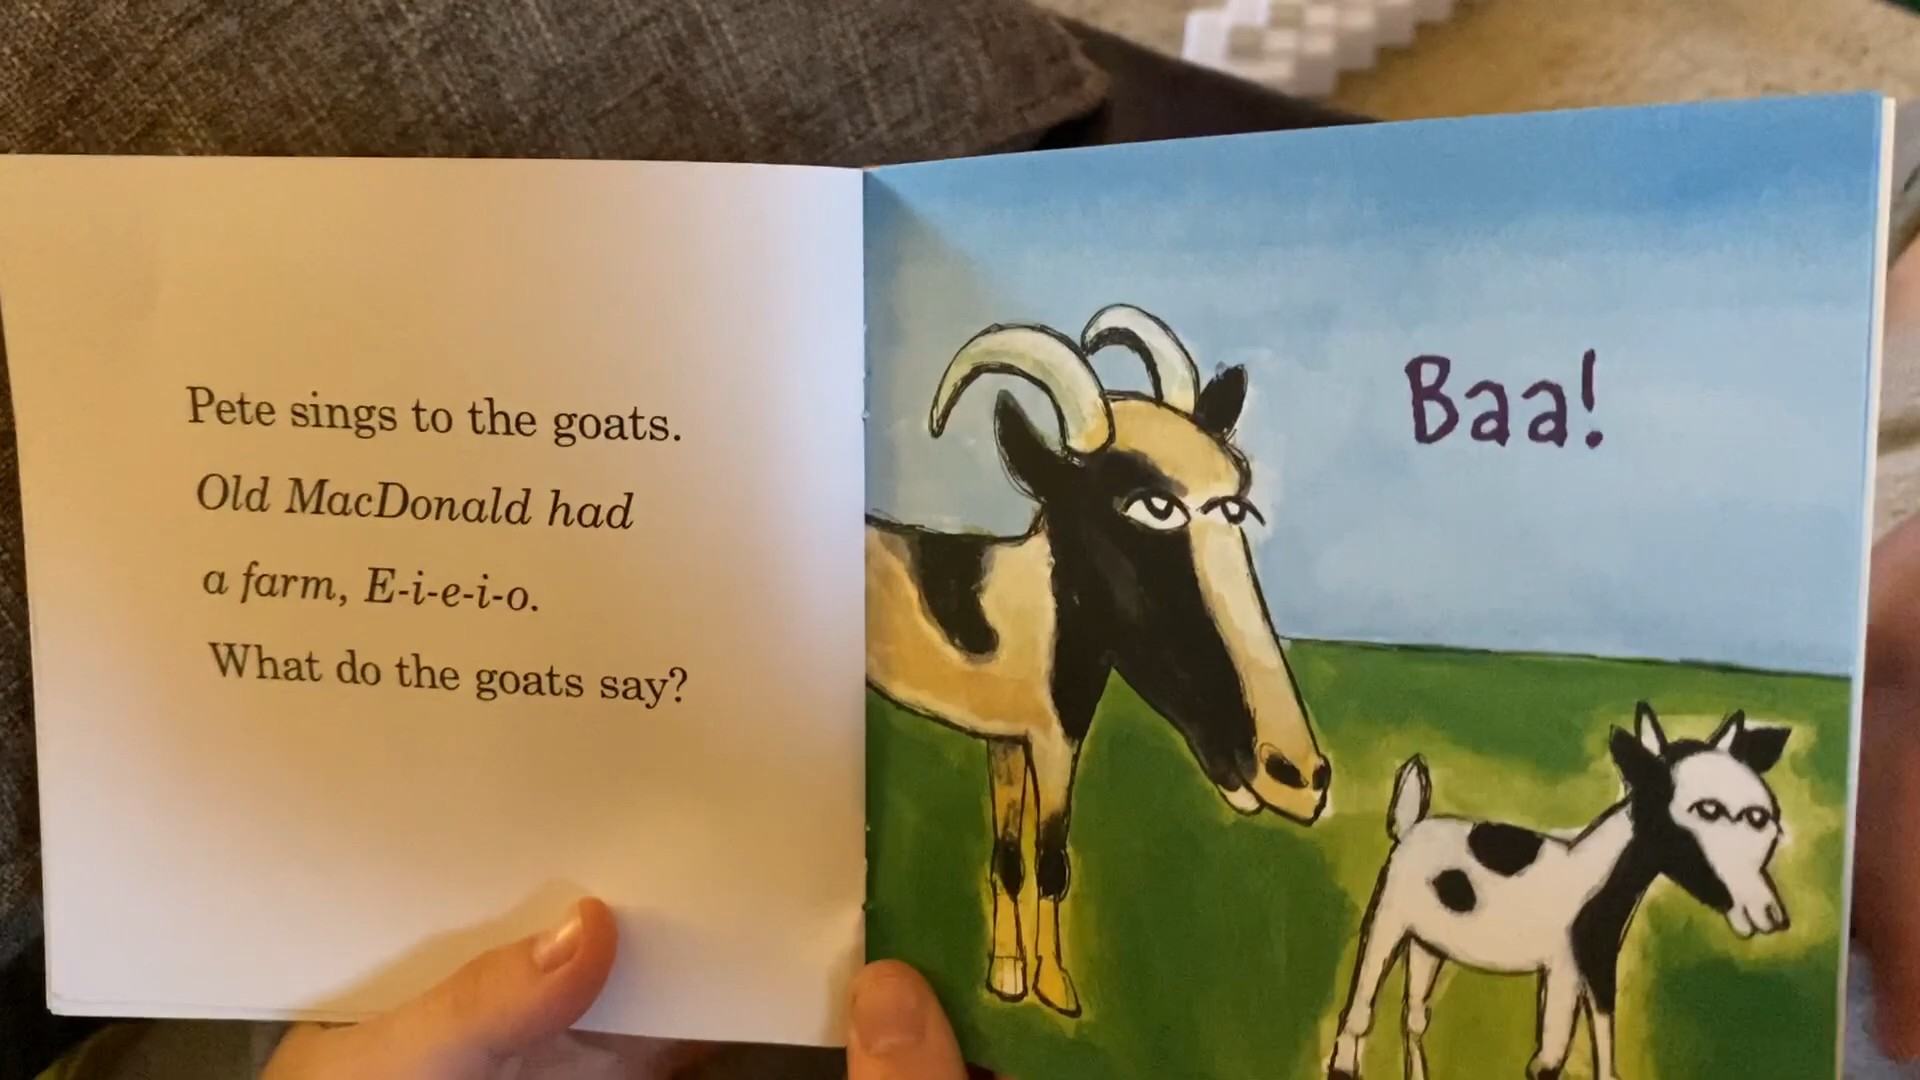 Pete sings to the goats.
Old MacDonald had
a farm, E-i-e-i-o.
What do the goats say?
Baa!